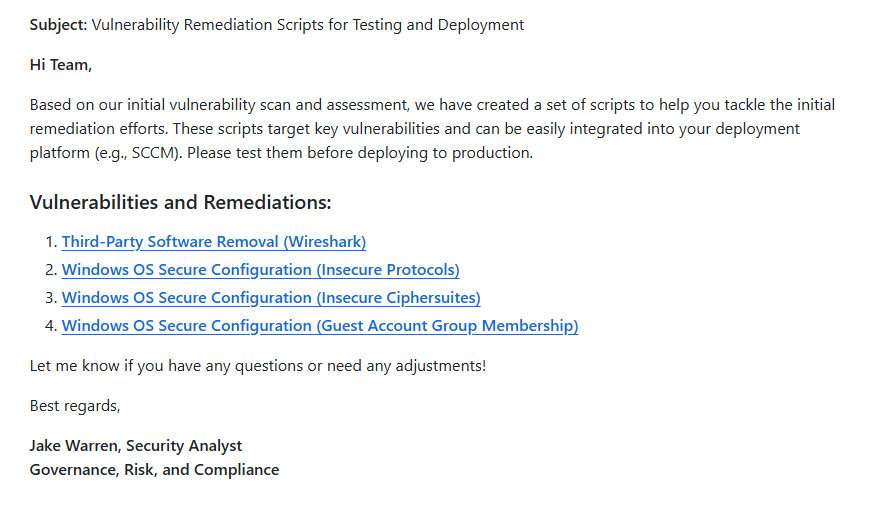 Subject: Vulnerability Remediation Scripts for Testing and Deployment
Hi Team,
Based on our initial vulnerability scan and assessment, we have created a set of scripts to help you tackle the initial
remediation efforts. These scripts target key vulnerabilities and can be easily integrated into your deployment
platform (e.g., SCCM). Please test them before deploying to production.
Vulnerabilities and Remediations:
1. Third-Party Software Removal (Wireshark)
2. Windows OS Secure Configuration (Insecure Protocols)
3. Windows OS Secure Configuration (Insecure Ciphersuites)
4. Windows OS Secure Configuration (Guest Account Group Membership)
Let me know if you have any questions or need any adjustments!
Best regards,
Jake Warren, Security Analyst
Governance, Risk, and Compliance